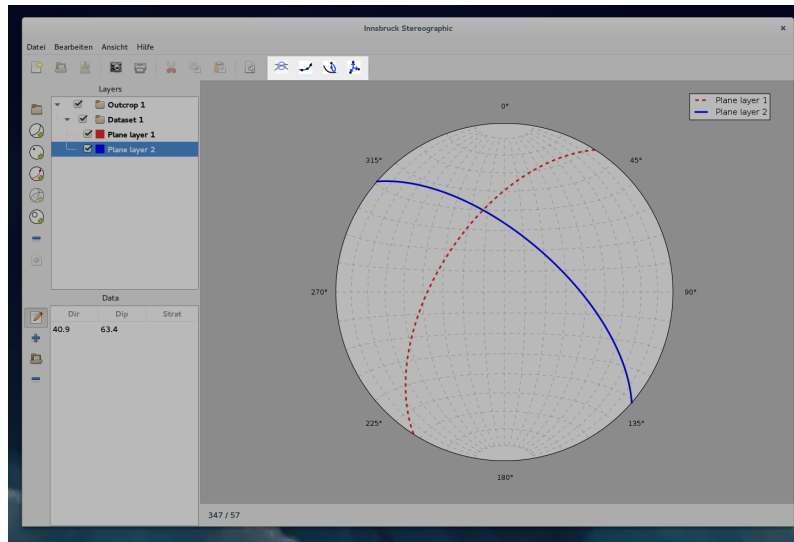 Innsbruck Stereographic
Datei Bearbeiten Ansicht Hilfe
Layers
Outcrop 1
Dataset 1
Plane layer 1
Plane layer 2
Data
Dir Dip Strat
40.9 63.4
Plane layer 1
Plane layer 2
0°
315° 45°
270° 90°
225° 135°
180°
347 / 57